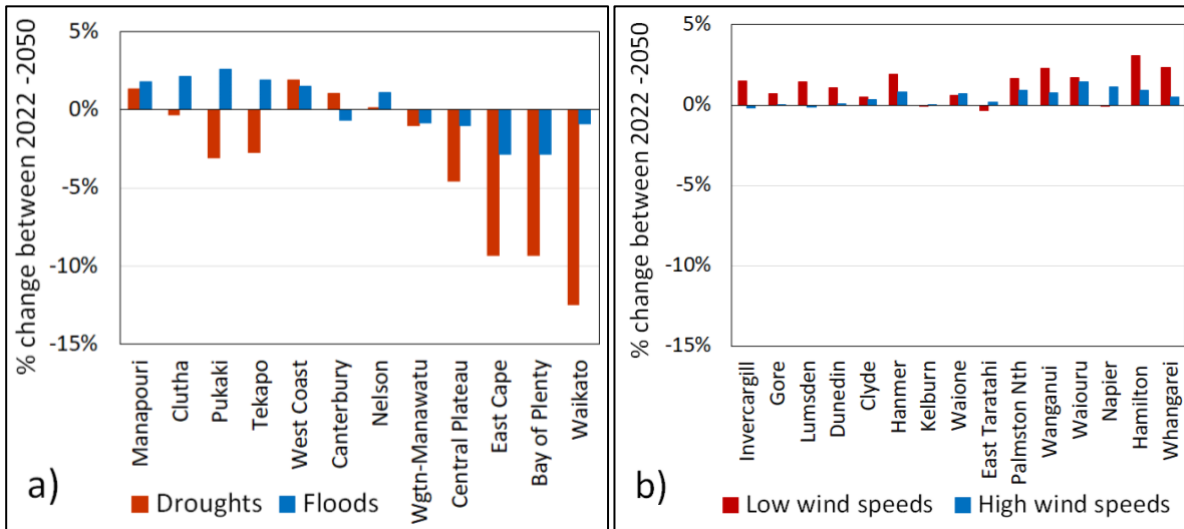 % change between 2022 -2050
5%
0%
-5%
-10%
-15%
Manapouri
Clutha
Pukaki
Tekapo
West Coast
Canterbury
Nelson
Wgtn-Manawatu
Central Plateau
East Cape
Bay of Plenty
Waikato
a)
Droughts
Floods
% change between 2022 -2050
5%
0%
-5%
-10%
-15%
Invercargill
Gore
Lumsden
Dunedin
Clyde
Hanmer
Kelburn
Waione
East Taratahi
Palmston Nth
Wanganui
Waiouru
Napier
Hamilton
Whangarei
b)
Low wind speeds
High wind speeds